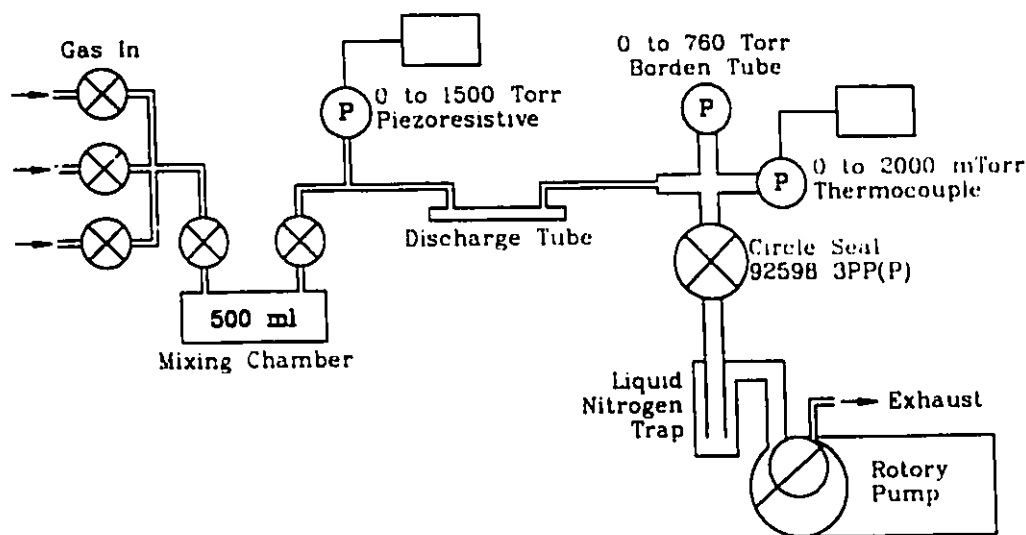 Gas In
0 to 1500 Torr
Piezoresistive
P
0 to 760 Torr
Borden Tube
P
P
0 to 2000 mTorr
Thermocouple
Discharge Tube
Circle Seal
92598 3PP(P)
500 ml
Mixing Chamber
Liquid
Nitrogen
Trap
Exhaust
Rotory
Pump